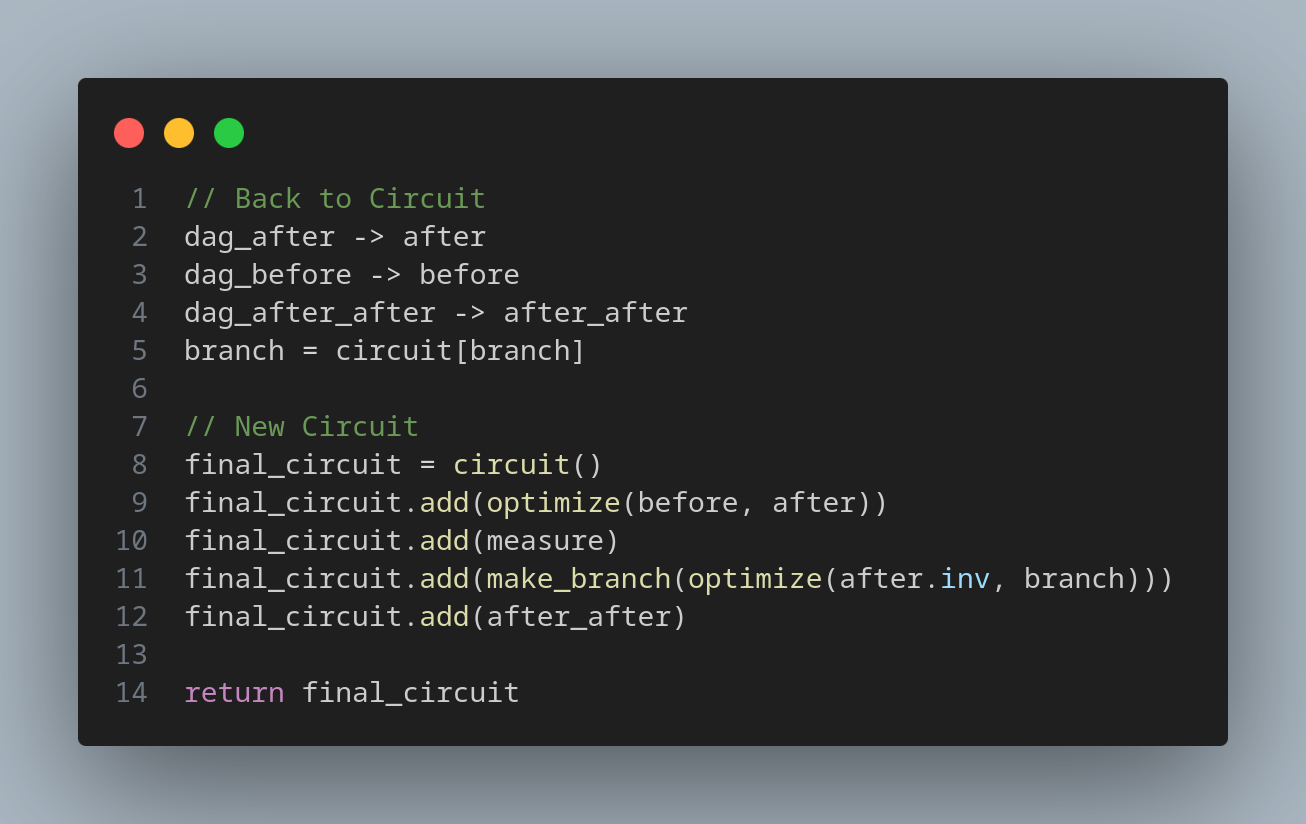 1 // Back to Circuit
2 dag_after -> after
3 dag_before -> before
4 dag_after_after -> after_after
5 branch = circuit[branch]
6
7 // New Circuit
8 final_circuit = circuit()
9 final_circuit.add(optimize(before, after))
10 final_circuit.add(measure)
11 final_circuit.add(make_branch(optimize(after.inv, branch)))
12 final_circuit.add(after_after)
13
14 return final_circuit